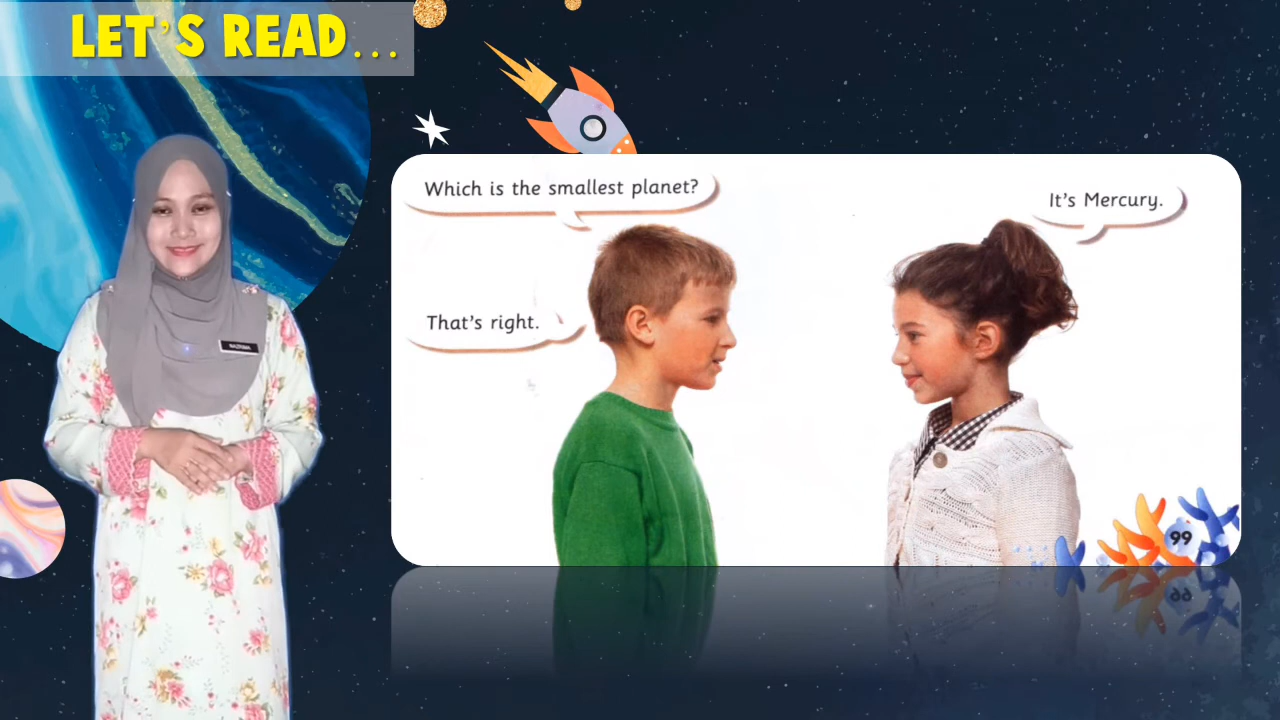 LET'S READ...
Which is the smallest planet?
It's Mercury.
That's right.
99